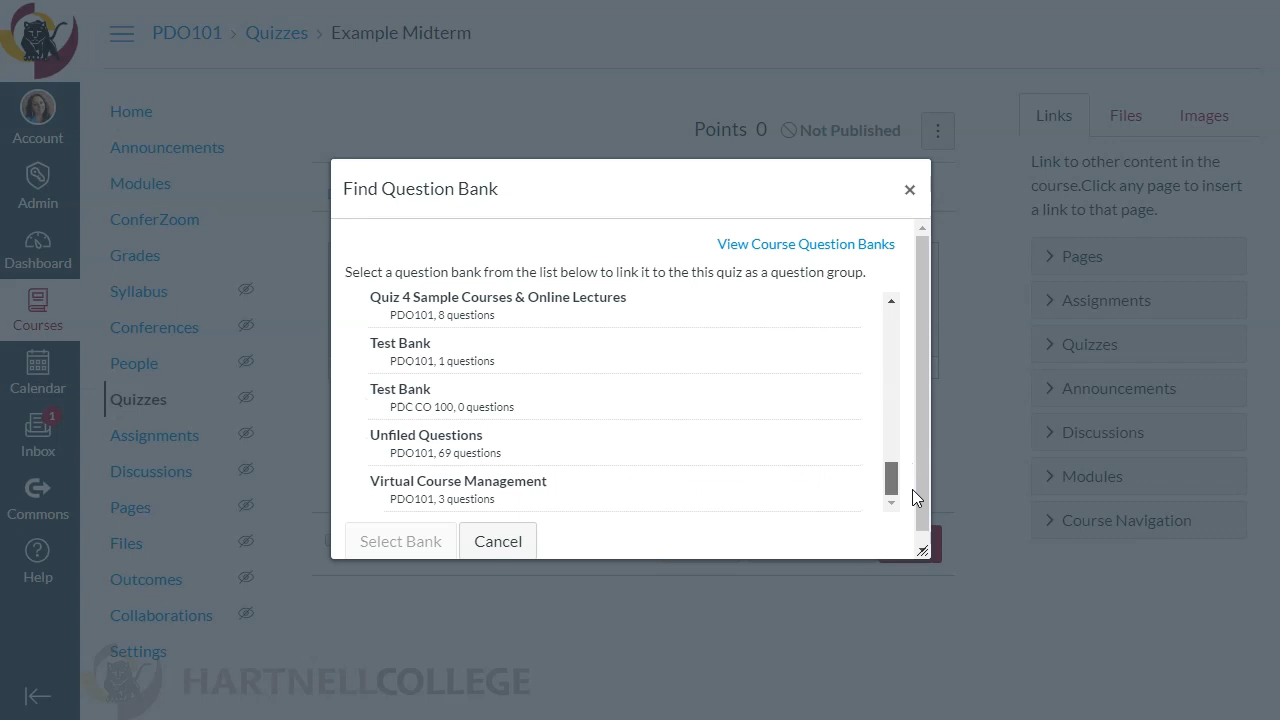 PDO101 › Quizzes › Example Midterm
Account
Admin
Dashboard
Courses
Calendar
1
Inbox
Commons
Help
Home
Announcements
Modules
ConferZoom
Grades
Syllabus
Conferences
People
Quizzes
Assignments
Discussions
Pages
Files
Outcomes
Collaborations
Settings
Points 0 Not Published
Find Question Bank
×
View Course Question Banks
Select a question bank from the list below to link it to the this quiz as a question group.
Quiz 4 Sample Courses & Online Lectures
PDO101, 8 questions
Test Bank
PDO101, 1 questions
Test Bank
PDC CO 100, 0 questions
Unfiled Questions
PDO101, 69 questions
Virtual Course Management
PDO101, 3 questions
Select Bank Cancel
Links Files Images
Link to other content in the
course.Click any page to insert
a link to that page.
Pages
Assignments
Quizzes
Announcements
Discussions
Modules
Course Navigation
HARTNELLCOLLEGE